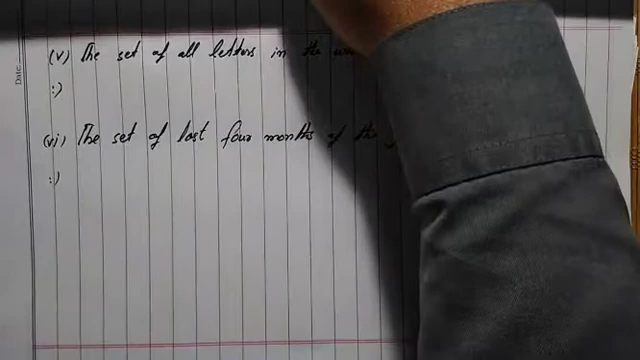 Date:
(v) The set of all letters in the
:)
(vi) The set of last four months of the
:)